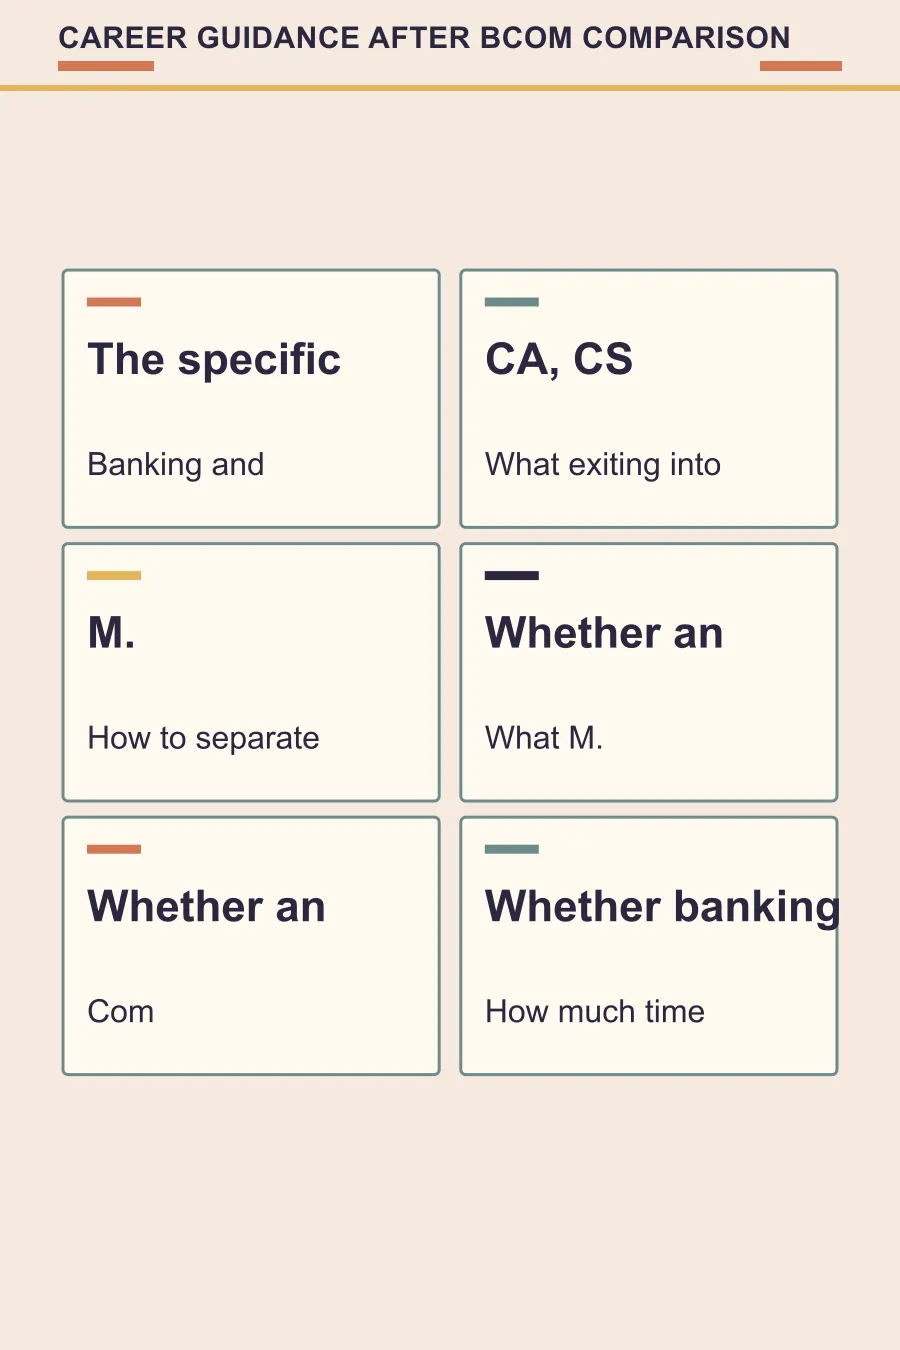 CAREER GUIDANCE AFTER BCOM COMPARISON
The specific
Banking and
CA, CS
What exiting into
M.
How to separate
Whether an
What M.
Whether an
Com
Whether banking
How much time